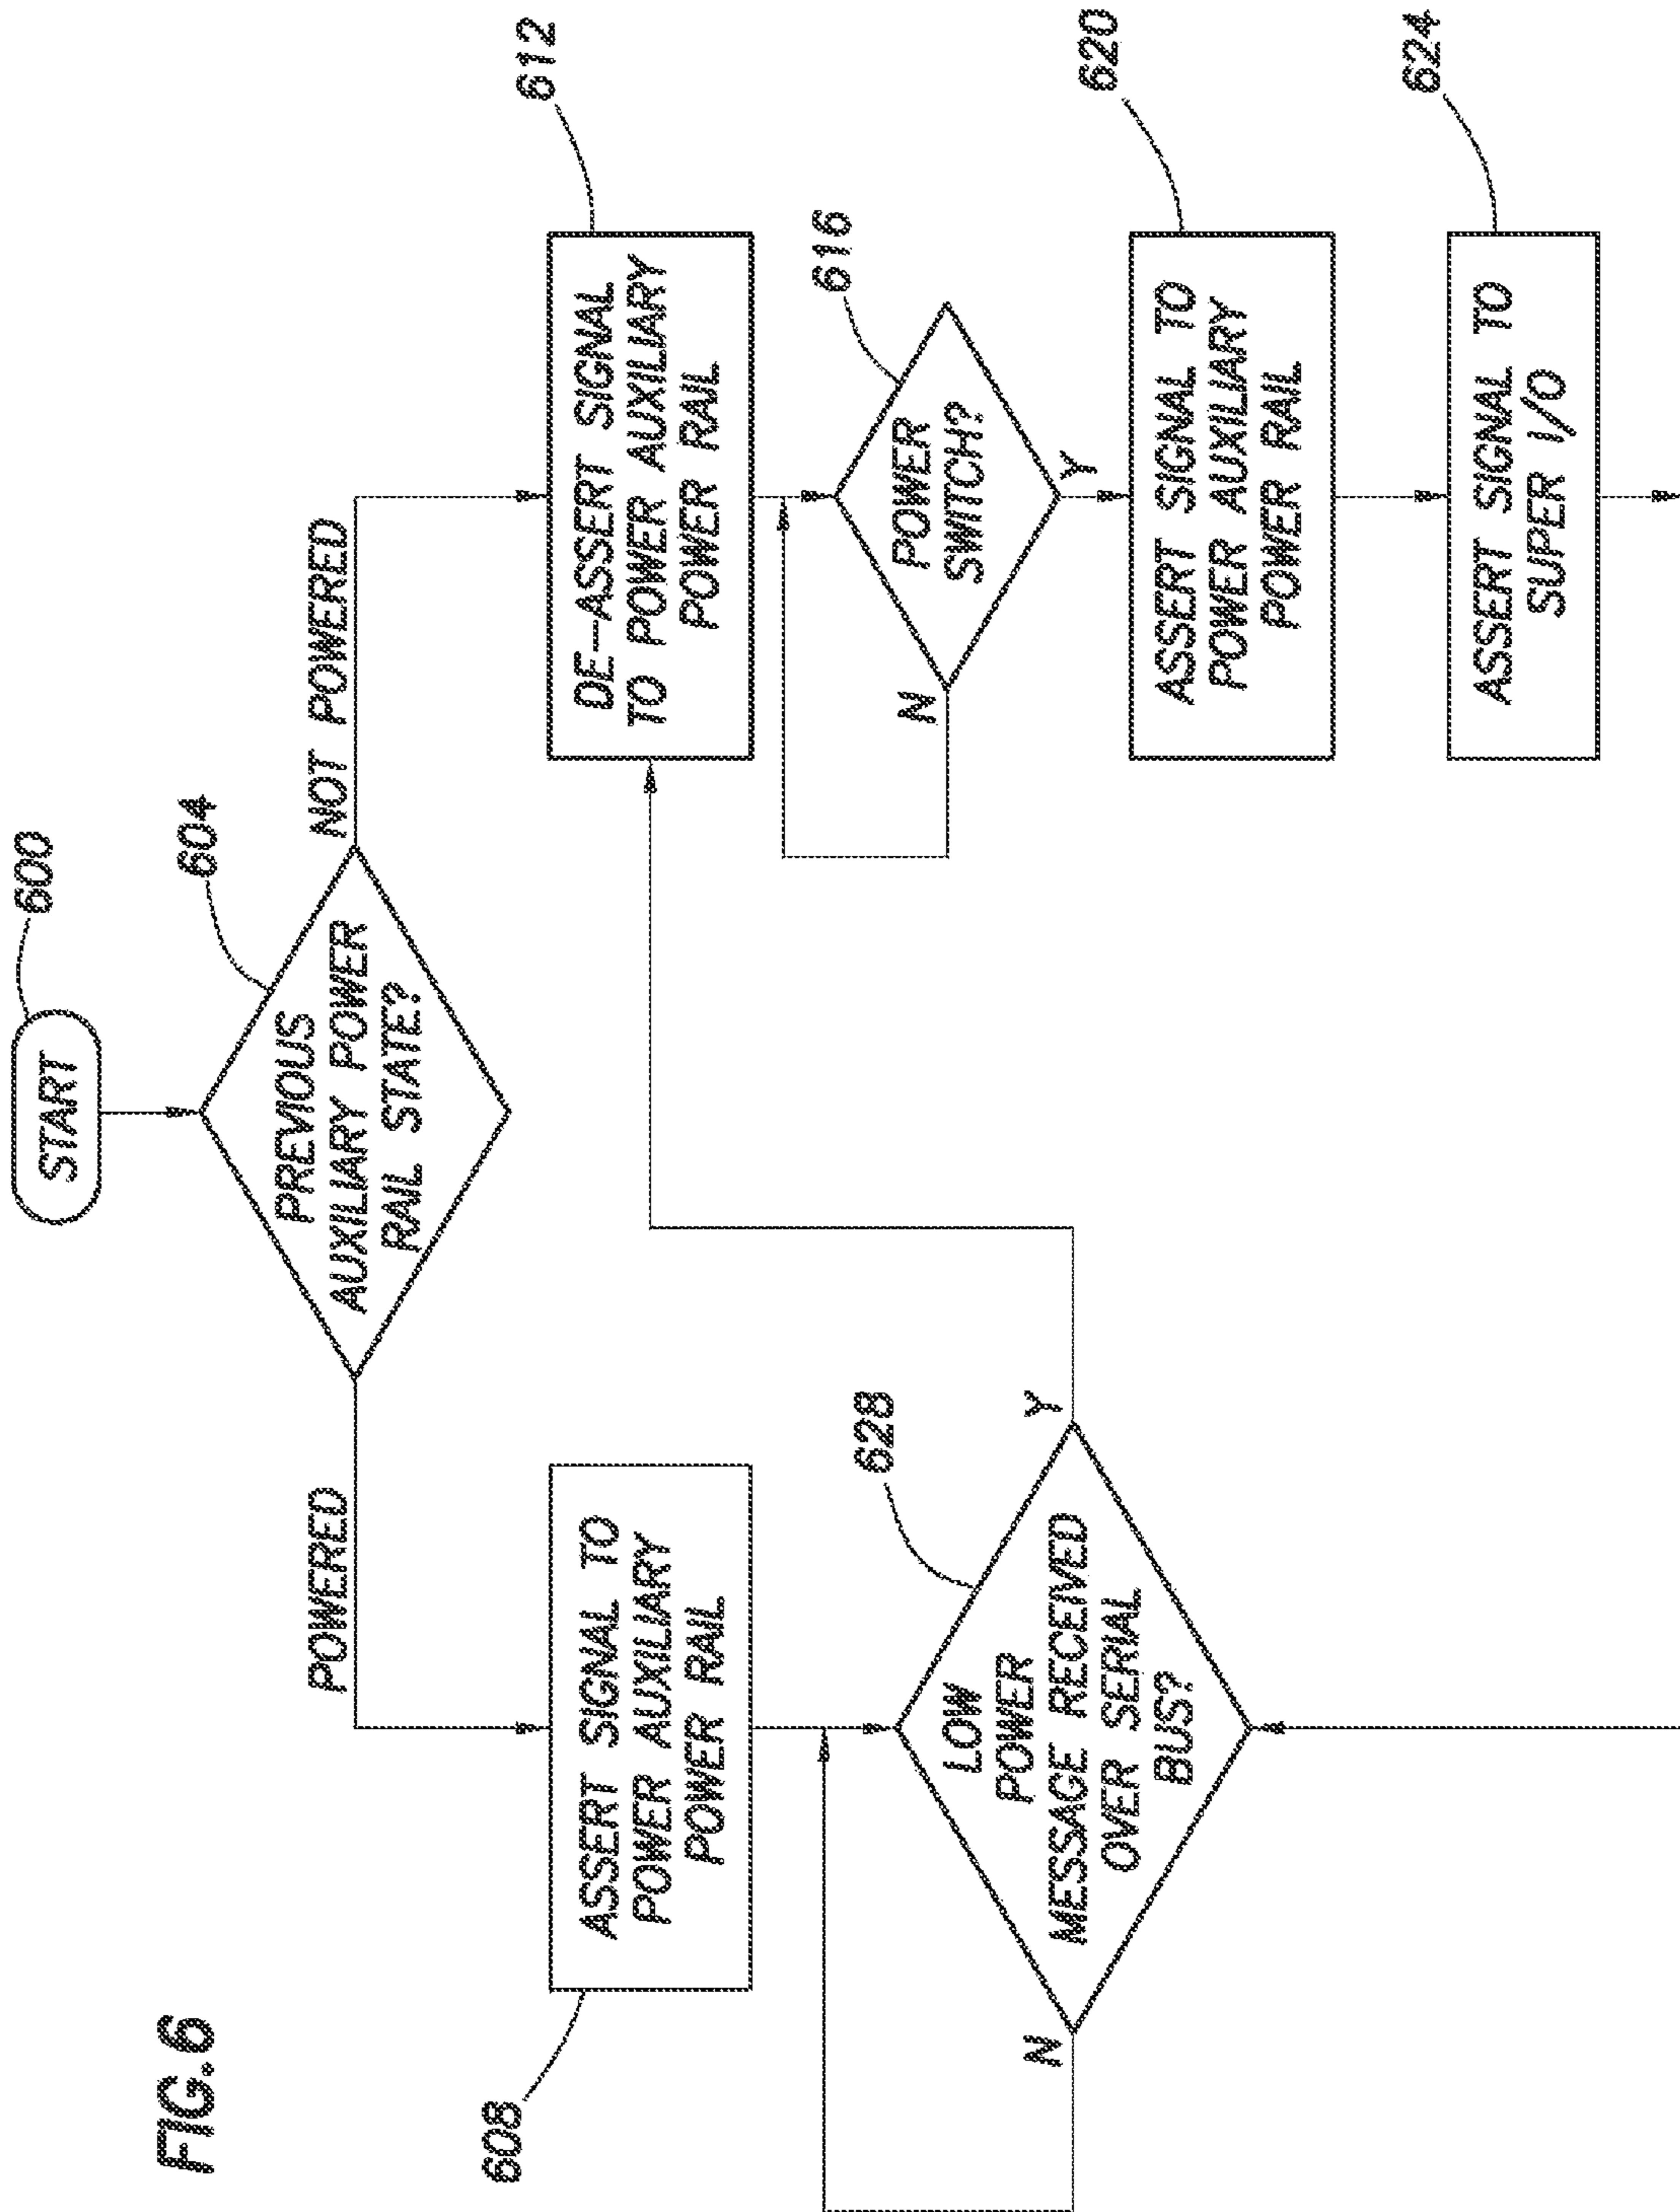 FIG.6
600
START
604
PREVIOUS
AUXILIARY POWER
RAIL STATE?
POWERED
NOT POWERED
608
ASSERT SIGNAL TO
POWER AUXILIARY
POWER RAIL
612
DE-ASSERT SIGNAL
TO POWER AUXILIARY
POWER RAIL
616
POWER
SWITCH?
N
Y
628
LOW
POWER
MESSAGE RECEIVED
OVER SERIAL
BUS?
N
Y
620
ASSERT SIGNAL TO
POWER AUXILIARY
POWER RAIL
624
ASSERT SIGNAL TO
SUPER I/O